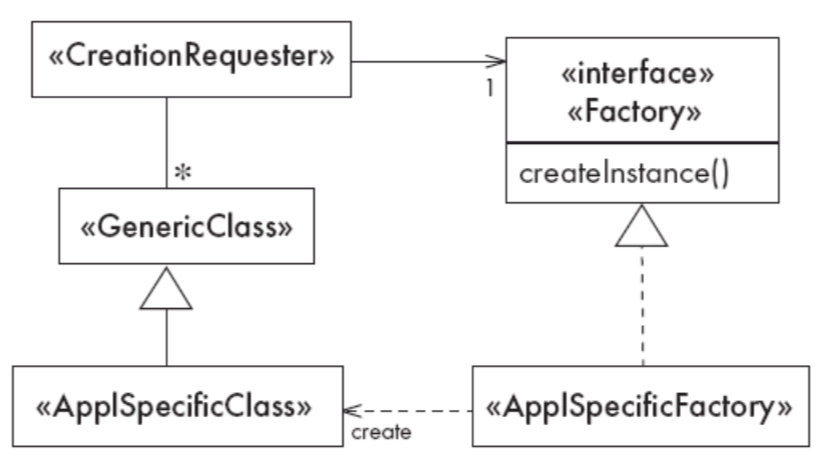 «CreationRequester»
1
«interface»
«Factory»
createInstance()
*
«GenericClass»
«ApplSpecificClass»
create
«ApplSpecificFactory»